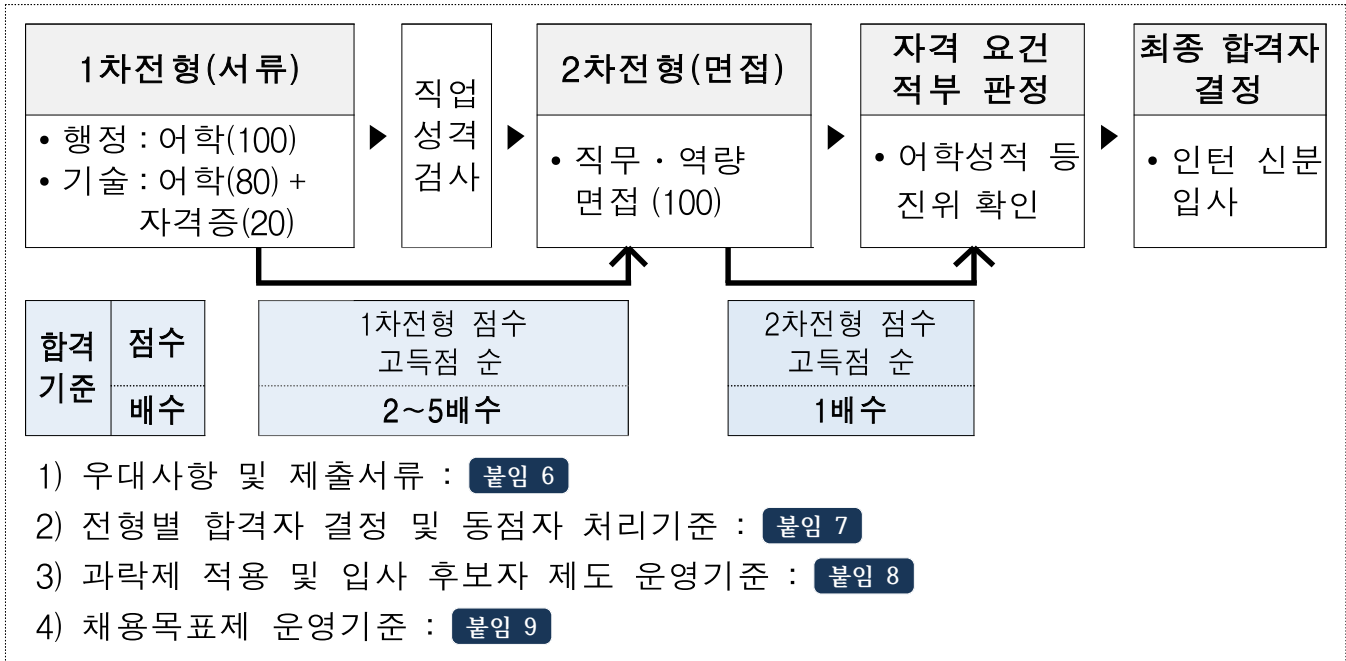 1차전형(서류)
• 행정 : 어학(100)
• 기술 : 어학(80) +
자격증(20)
▶
직업
성격
검사
▶
2차전형(면접)
• 직무 · 역량
면접 (100)
▶
자격 요건
적부 판정
• 어학성적 등
진위 확인
▶
최종 합격자
결정
• 인턴 신분
입사
합격
기준
점수
1차전형 점수
고득점 순
2차전형 점수
고득점 순
배수
2~5배수
1배수
1) 우대사항 및 제출서류 : 붙임 6
2) 전형별 합격자 결정 및 동점자 처리기준 : 붙임 7
3) 과락제 적용 및 입사 후보자 제도 운영기준 : 붙임 8
4) 채용목표제 운영기준 : 붙임 9